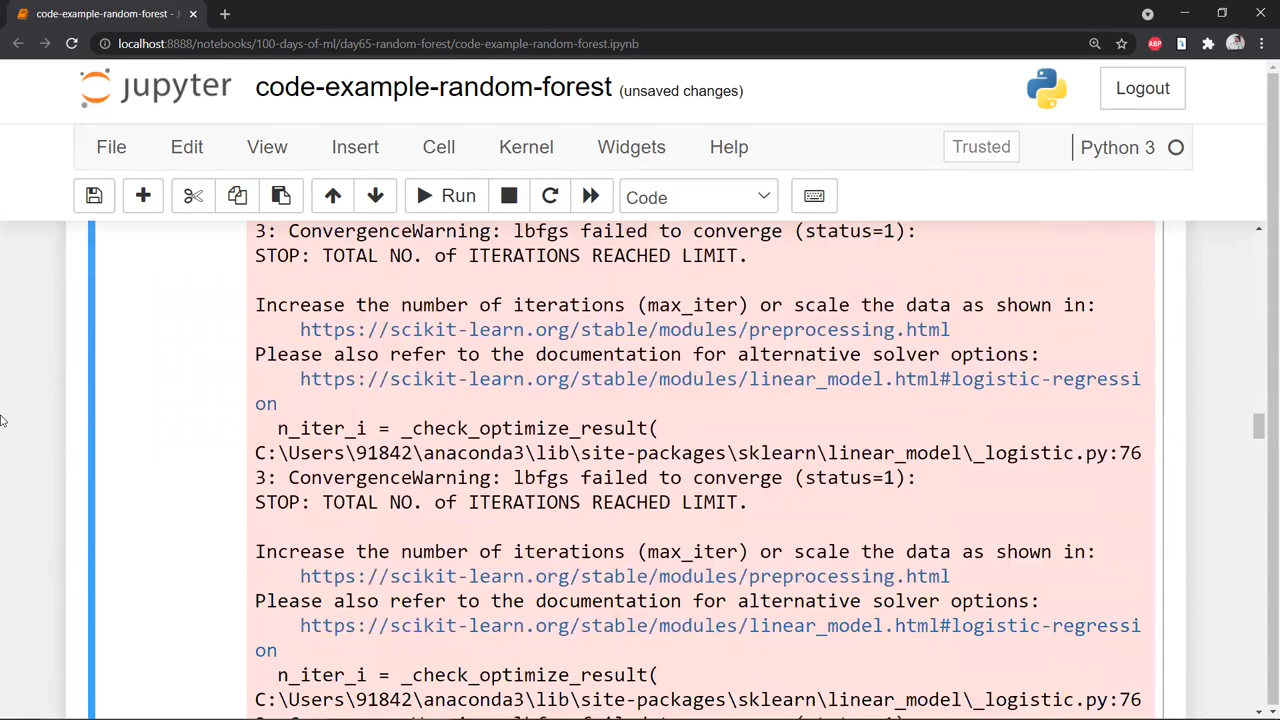 code-example-random-forest - J
localhost:8888/notebooks/100-days-of-ml/day65-random-forest/code-example-random-forest.ipynb
ABP
jupyter code-example-random-forest (unsaved changes) Logout
File Edit View Insert Cell Kernel Widgets Help Trusted Python 3
Run Code
3: ConvergenceWarning: lbfgs failed to converge (status=1):
STOP: TOTAL NO. of ITERATIONS REACHED LIMIT.
Increase the number of iterations (max_iter) or scale the data as shown in:
https://scikit-learn.org/stable/modules/preprocessing.html
Please also refer to the documentation for alternative solver options:
https://scikit-learn.org/stable/modules/linear_model.html#logistic-regressi
on
n_iter_i = _check_optimize_result(
C:\Users\91842\anaconda3\lib\site-packages\sklearn\linear_model\_logistic.py:76
3: ConvergenceWarning: lbfgs failed to converge (status=1):
STOP: TOTAL NO. of ITERATIONS REACHED LIMIT.
Increase the number of iterations (max_iter) or scale the data as shown in:
https://scikit-learn.org/stable/modules/preprocessing.html
Please also refer to the documentation for alternative solver options:
https://scikit-learn.org/stable/modules/linear_model.html#logistic-regressi
on
n_iter_i = _check_optimize_result(
C:\Users\91842\anaconda3\lib\site-packages\sklearn\linear_model\_logistic.py:76